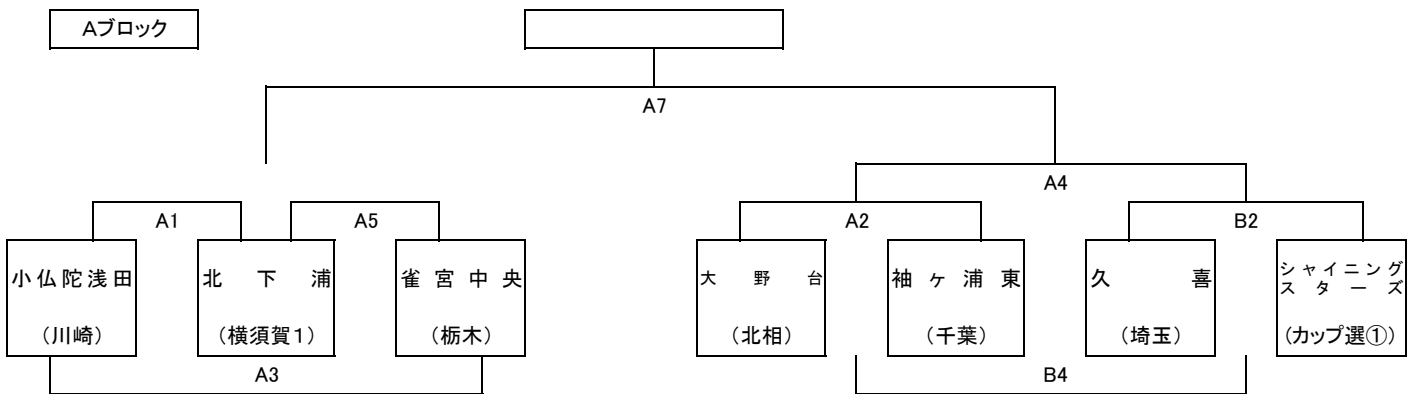 Aブロック
A7
A4
A1
A5
A2
B2
小仏陀浅田
(川崎)
北下浦
(横須賀1)
雀宮中央
(栃木)
大野台
(北相)
袖ヶ浦東
(千葉)
久喜
(埼玉)
シャイニング
スターズ
(カップ選①)
A3
B4